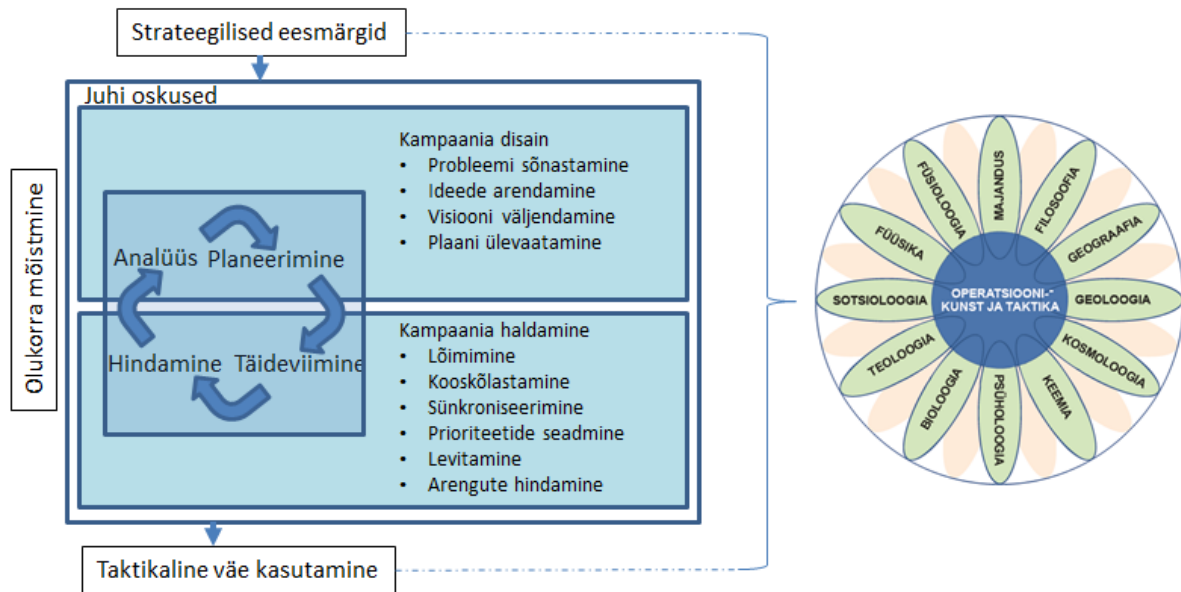 Strateegilised eesmärgid
Juhi oskused
Olukorra mõistmine
Kampaania disain
• Probleemi sõnastamine
• Ideede arendamine
• Visiooni väljendamine
• Plaani ülevaatamine
Analüüs
Planeerimine
Hindamine
Täideviimine
Kampaania haldamine
• Lõimimine
• Kooskõlastamine
• Sünkroniseerimine
• Prioriteetide seadmine
• Levitamine
• Arengute hindamine
Taktikaline väe kasutamine
MAJANDUS
FILOSOOFIA
GEOGRAAFIA
GEOLOOGIA
KOSMOLOOGIA
KEEMIA
PSÜHOLOOGIA
BIOLOOGIA
TEOLOOGIA
SOTSIOLOOGIA
FÜÜSIKA
FÜSIOLOOGIA
OPERATSIOONI-
KUNST JA TAKTIKA